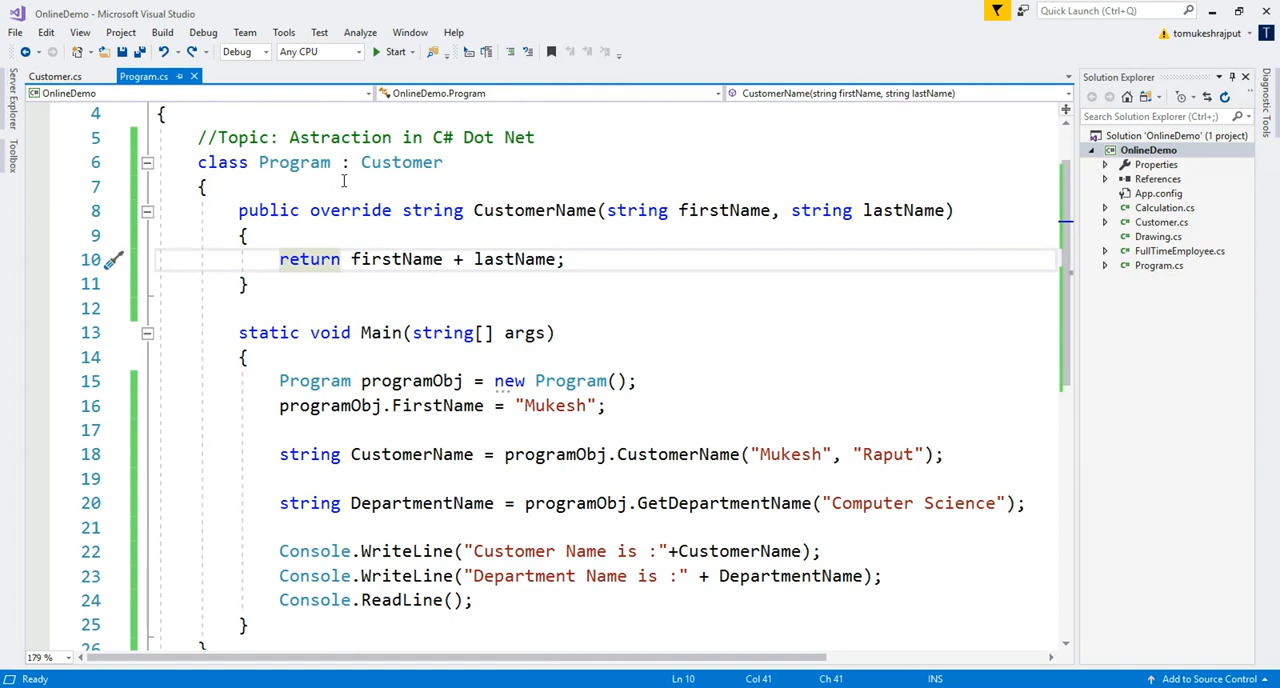 OnlineDemo - Microsoft Visual Studio
Quick Launch (Ctrl+Q)
File Edit View Project Build Debug Team Tools Test Analyze Window Help
tomukeshrajput
T
Debug Any CPU Start
Customer.cs Program.cs
OnlineDemo OnlineDemo.Program CustomerName(string firstName, string lastName)
Server Explorer
Toolbox
4 {
5 //Topic: Astraction in C# Dot Net
6 class Program : Customer
7 {
8 public override string CustomerName(string firstName, string lastName)
9 {
10 return firstName + lastName;
11 }
12
13 static void Main(string[] args)
14 {
15 Program programObj = new Program();
16 programObj.FirstName = "Mukesh";
17
18 string CustomerName = programObj.CustomerName("Mukesh", "Raput");
19
20 string DepartmentName = programObj.GetDepartmentName("Computer Science");
21
22 Console.WriteLine("Customer Name is :"+CustomerName);
23 Console.WriteLine("Department Name is :" + DepartmentName);
24 Console.ReadLine();
25 }
26 }
179 %
Solution Explorer
Search Solution Explorer (Ctrl+;)
Solution 'OnlineDemo' (1 project)
C# OnlineDemo
Properties
References
App.config
C# Calculation.cs
C# Customer.cs
C# Drawing.cs
C# FullTimeEmployee.cs
C# Program.cs
Diagnostic Tools
Ready Ln 10 Col 41 Ch 41 INS Add to Source Control